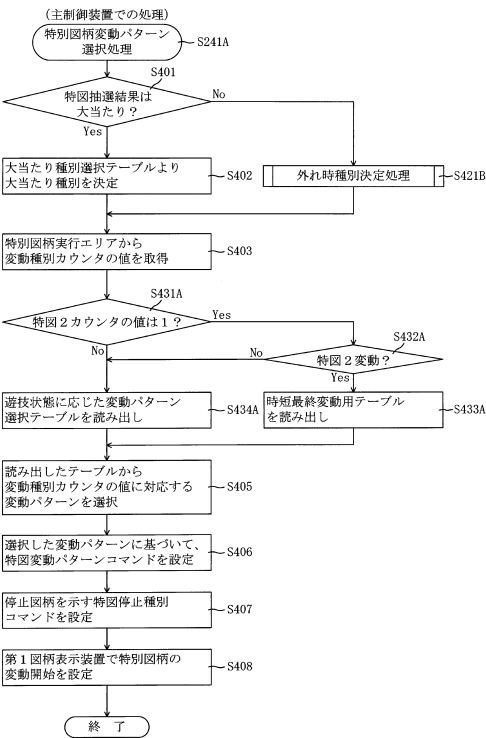 (主制御装置での処理)
特別図柄変動パターン
選択処理
S241A
S401
特図抽選結果は
大当たり？
No
Yes
大当たり種別選択テーブルより
大当たり種別を決定
S402
外れ時種別決定処理
S421B
特別図柄実行エリアから
変動種別カウンタの値を取得
S403
S431A
特図２カウンタの値は１？
Yes
No
S432A
特図２変動？
No
Yes
遊技状態に応じた変動パターン
選択テーブルを読み出し
S434A
時短最終変動用テーブル
を読み出し
S433A
読み出したテーブルから
変動種別カウンタの値に対応する
変動パターンを選択
S405
選択した変動パターンに基づいて、
特図変動パターンコマンドを設定
S406
停止図柄を示す特図停止種別
コマンドを設定
S407
第１図柄表示装置で特別図柄の
変動開始を設定
S408
終　了